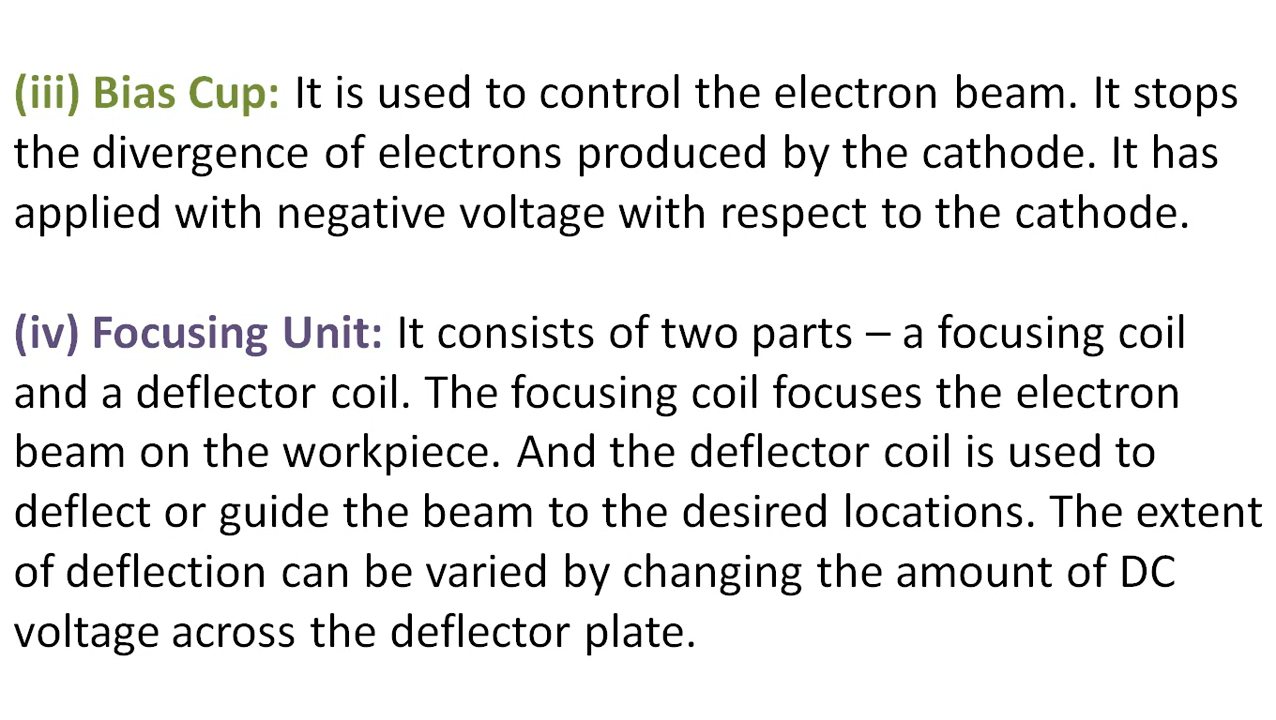 (iii) Bias Cup: It is used to control the electron beam. It stops
the divergence of electrons produced by the cathode. It has
applied with negative voltage with respect to the cathode.
(iv) Focusing Unit: It consists of two parts – a focusing coil
and a deflector coil. The focusing coil focuses the electron
beam on the workpiece. And the deflector coil is used to
deflect or guide the beam to the desired locations. The extent
of deflection can be varied by changing the amount of DC
voltage across the deflector plate.